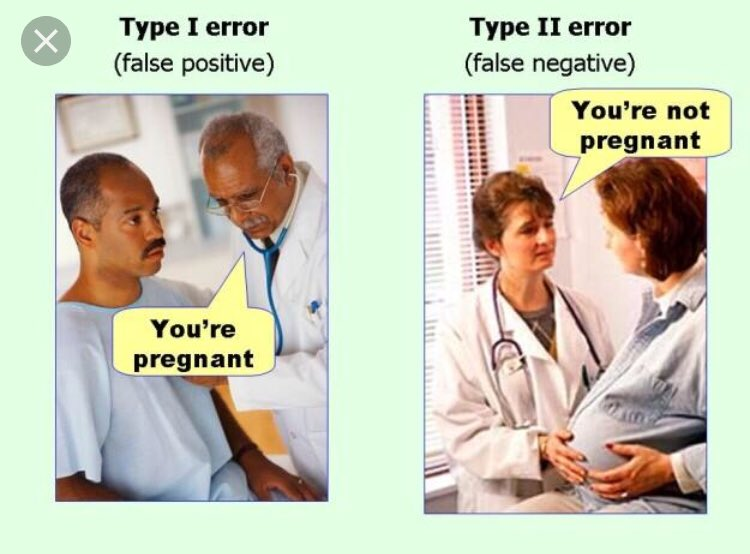 Type I error
(false positive)
You're
pregnant
Type II error
(false negative)
You're not
pregnant